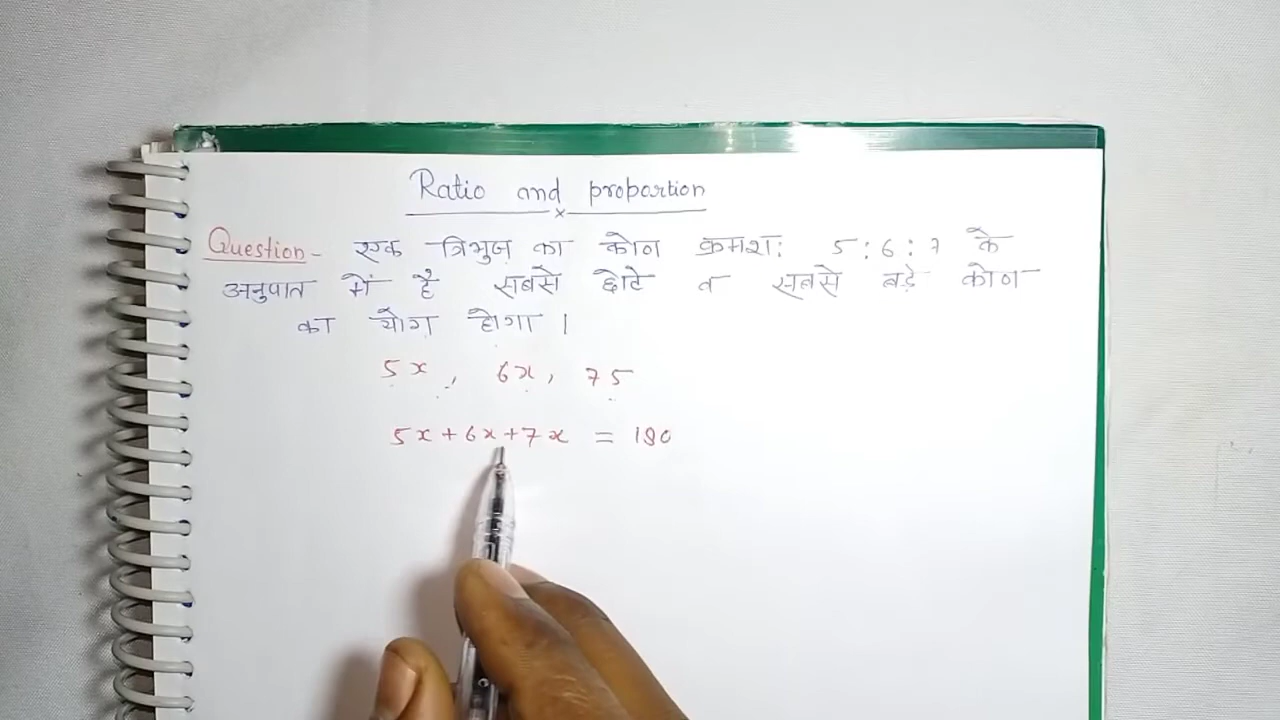 Ratio and proportion
Question - एक त्रिभुज का कोण क्रमश: 5 : 6 : 7 के
अनुपात में है सबसे छोटे व सबसे बड़े कोण
का योग होगा ।
5x , 6x , 75
5x + 6x + 7x = 180